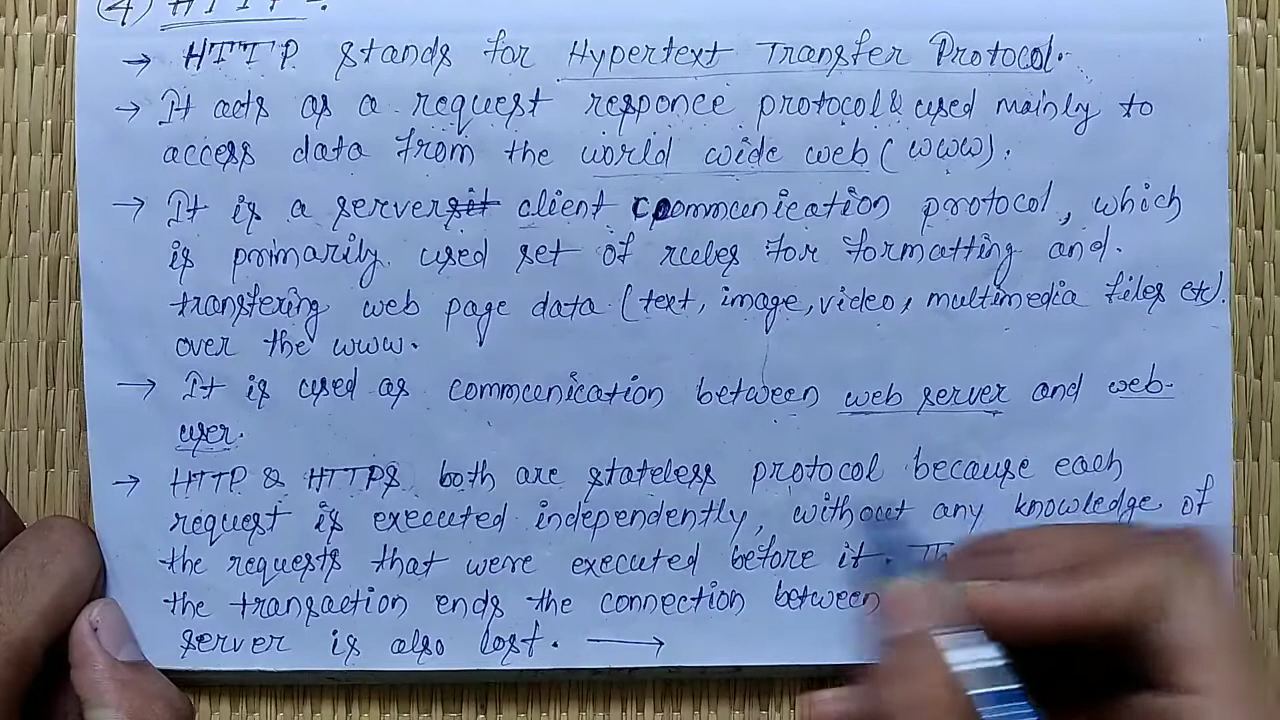 (4) HTTP :-
→ HTTP stands for Hypertext Transfer Protocol.
→ It acts as a request responce protocol & used mainly to
access data from the world wide web (WWW).
→ It is a server client communication protocol, which
is primarily used set of rules for formatting and
transfering web page data (text, image, video, multimedia files etc).
over the www.
→ It is used as communication between web server and web-
user.
→ HTTP & HTTPS both are stateless protocol because each
request is executed independently, without any knowledge of
the requests that were executed before it.
the transaction ends the connection between
server is also lost. →